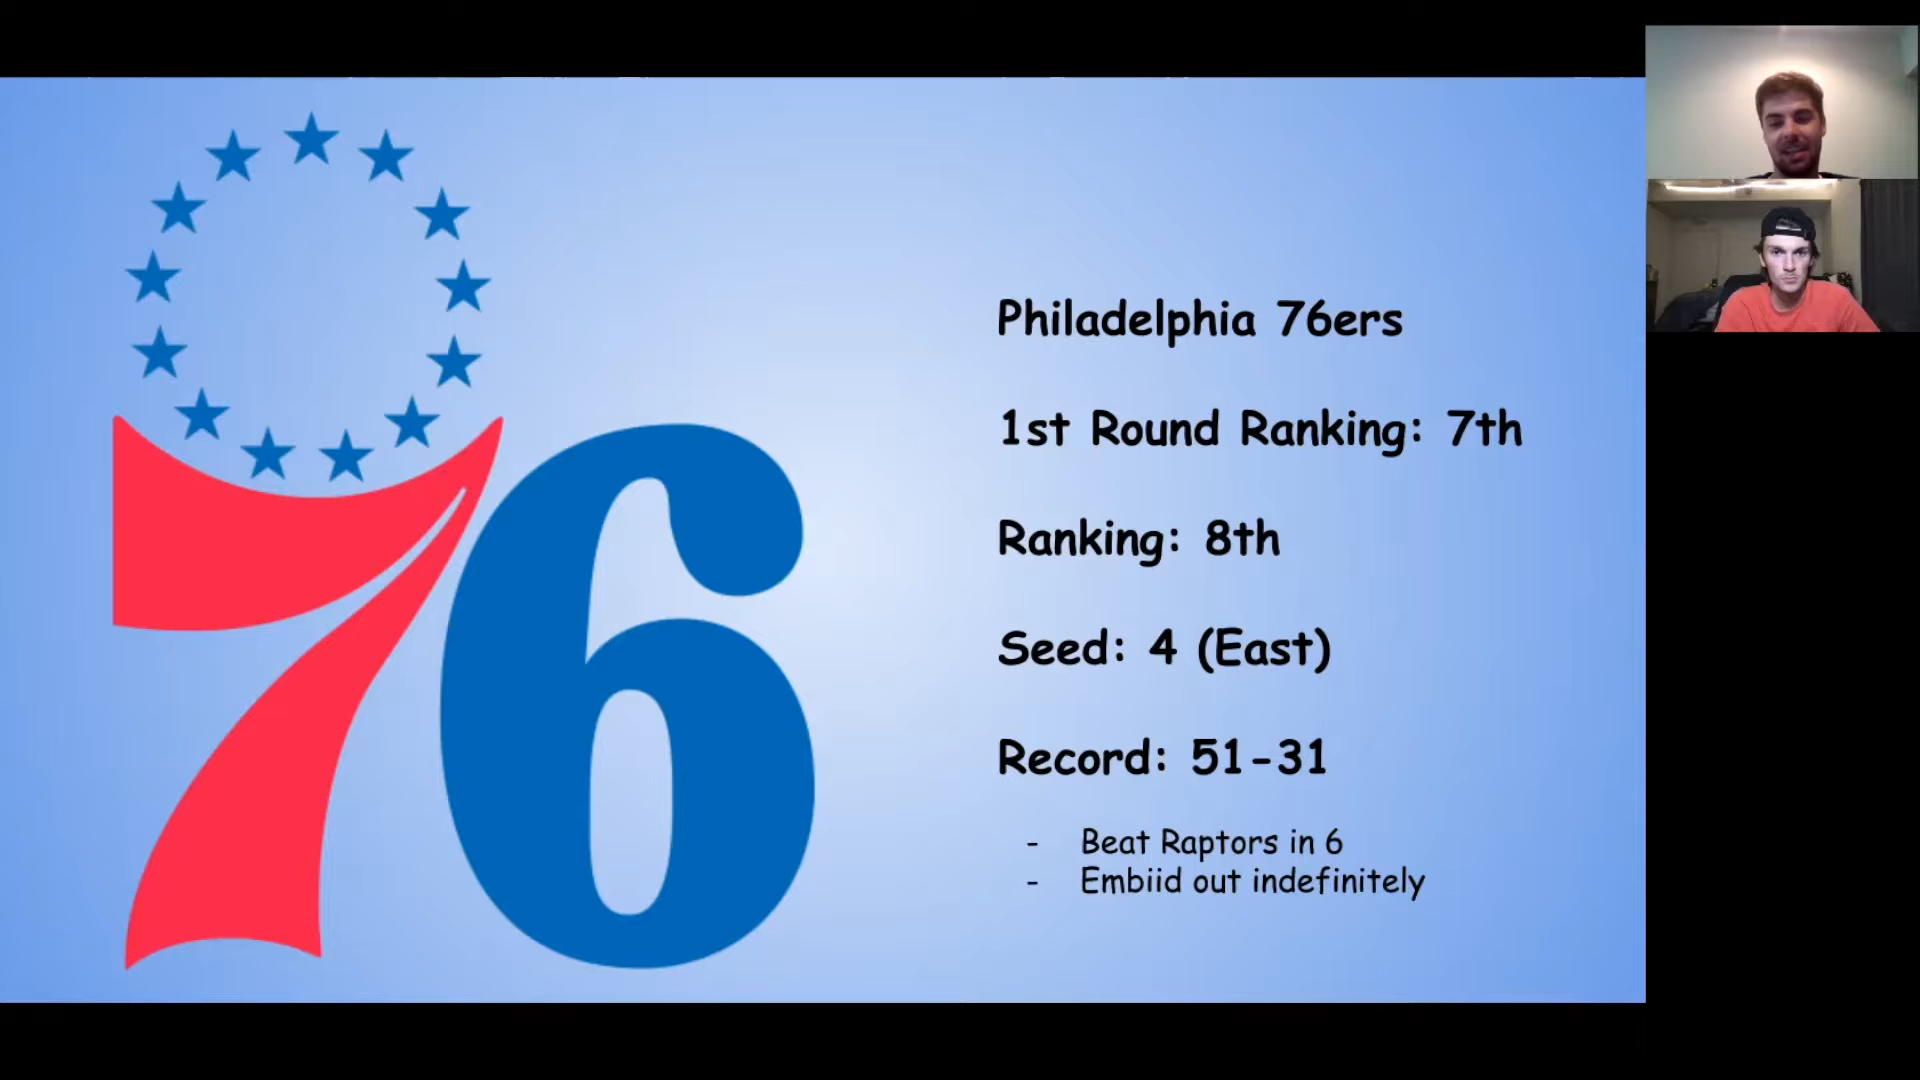 76
Philadelphia 76ers
1st Round Ranking: 7th
Ranking: 8th
Seed: 4 (East)
Record: 51-31
- Beat Raptors in 6
- Embiid out indefinitely